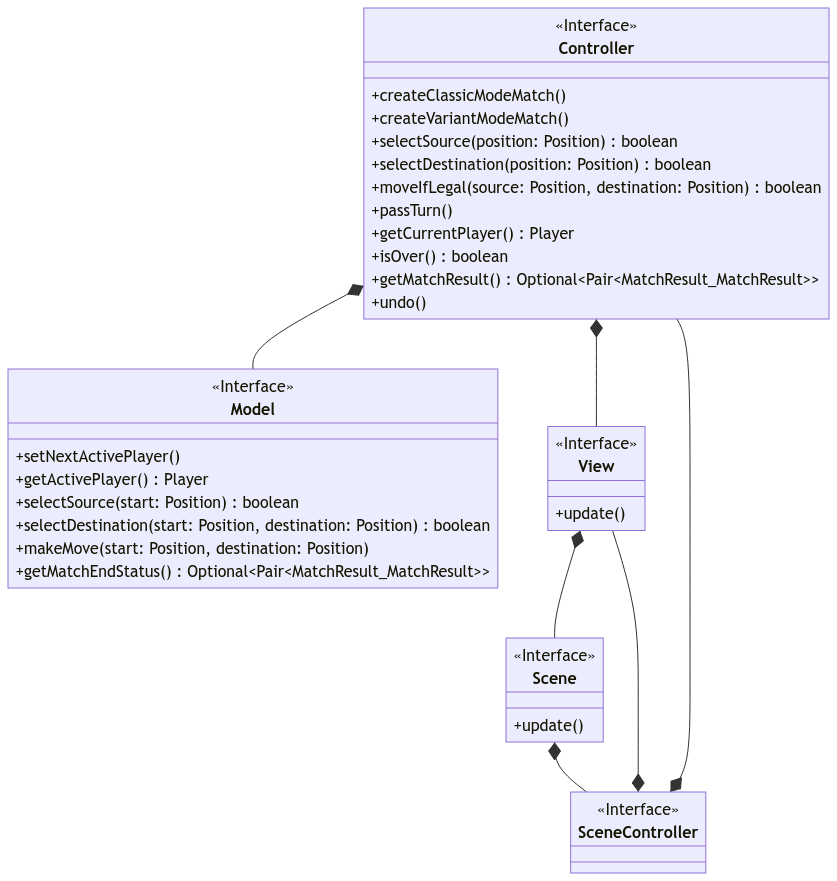 «Interface»
Controller
+createClassicModeMatch()
+createVariantModeMatch()
+selectSource(position: Position) : boolean
+selectDestination(position: Position) : boolean
+moveIfLegal(source: Position, destination: Position) : boolean
+passTurn()
+getCurrentPlayer() : Player
+isOver() : boolean
+getMatchResult() : Optional<Pair<MatchResult_MatchResult>>
+undo()
«Interface»
Model
+setNextActivePlayer()
+getActivePlayer() : Player
+selectSource(start: Position) : boolean
+selectDestination(start: Position, destination: Position) : boolean
+makeMove(start: Position, destination: Position)
+getMatchEndStatus() : Optional<Pair<MatchResult_MatchResult>>
«Interface»
View
+update()
«Interface»
Scene
+update()
«Interface»
SceneController